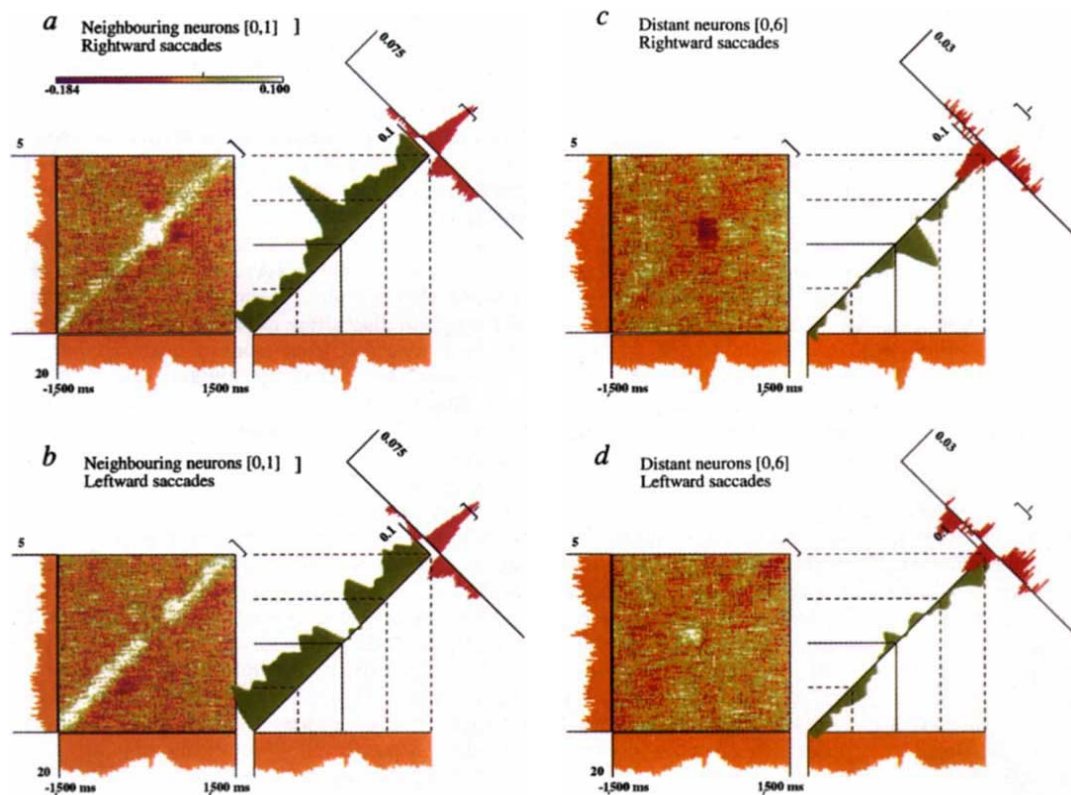 a
Neighbouring neurons [0,1] ]
Rightward saccades
-0.184 0.100
0.075
0.1
5
20
-1,500 ms 1,500 ms
c
Distant neurons [0,6]
Rightward saccades
0.03
0.1
5
20
-1,500 ms 1,500 ms
b
Neighbouring neurons [0,1] ]
Leftward saccades
0.075
0.1
5
20
-1,500 ms 1,500 ms
d
Distant neurons [0,6]
Leftward saccades
0.03
0.1
5
20
-1,500 ms 1,500 ms